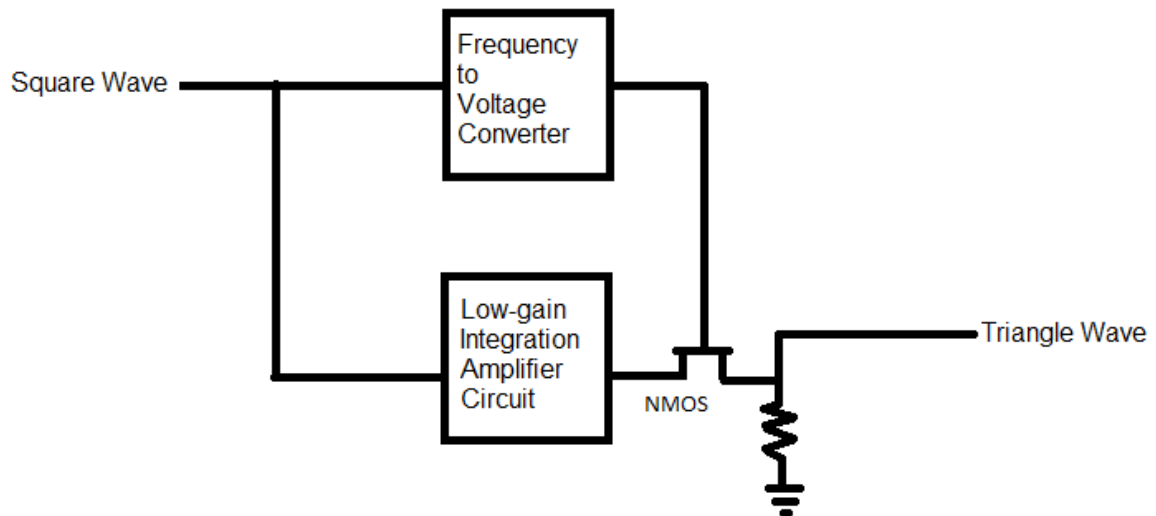 Square Wave
Frequency
to
Voltage
Converter
Low-gain
Integration
Amplifier
Circuit
NMOS
Triangle Wave